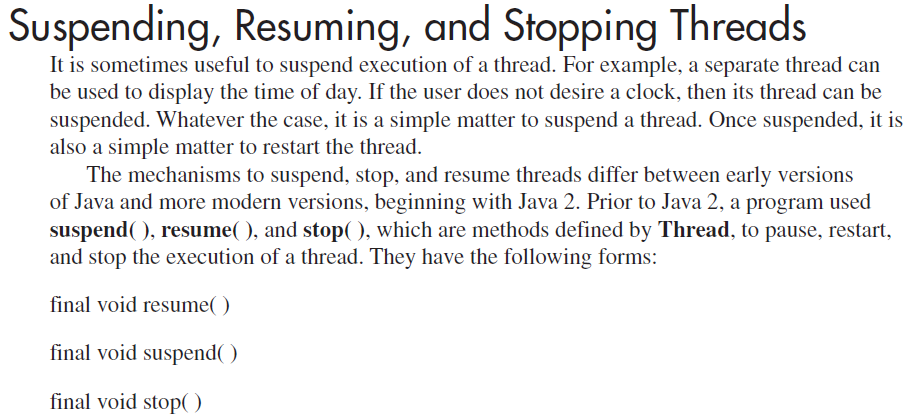 Suspending, Resuming, and Stopping Threads
It is sometimes useful to suspend execution of a thread. For example, a separate thread can
be used to display the time of day. If the user does not desire a clock, then its thread can be
suspended. Whatever the case, it is a simple matter to suspend a thread. Once suspended, it is
also a simple matter to restart the thread.
The mechanisms to suspend, stop, and resume threads differ between early versions
of Java and more modern versions, beginning with Java 2. Prior to Java 2, a program used
suspend( ), resume( ), and stop( ), which are methods defined by Thread, to pause, restart,
and stop the execution of a thread. They have the following forms:
final void resume( )
final void suspend( )
final void stop( )